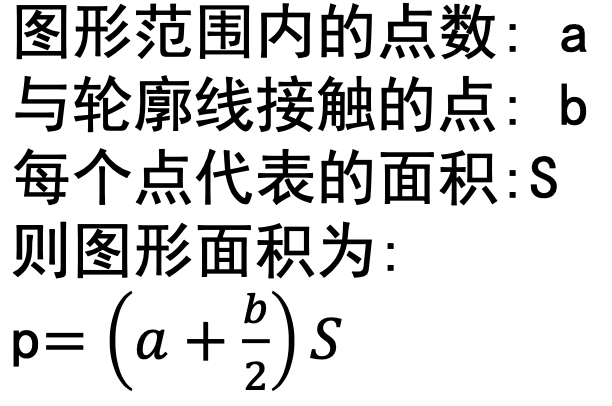 图形范围内的点数: a
与轮廓线接触的点: b
每个点代表的面积:S
则图形面积为:
p=(a+b/2)S